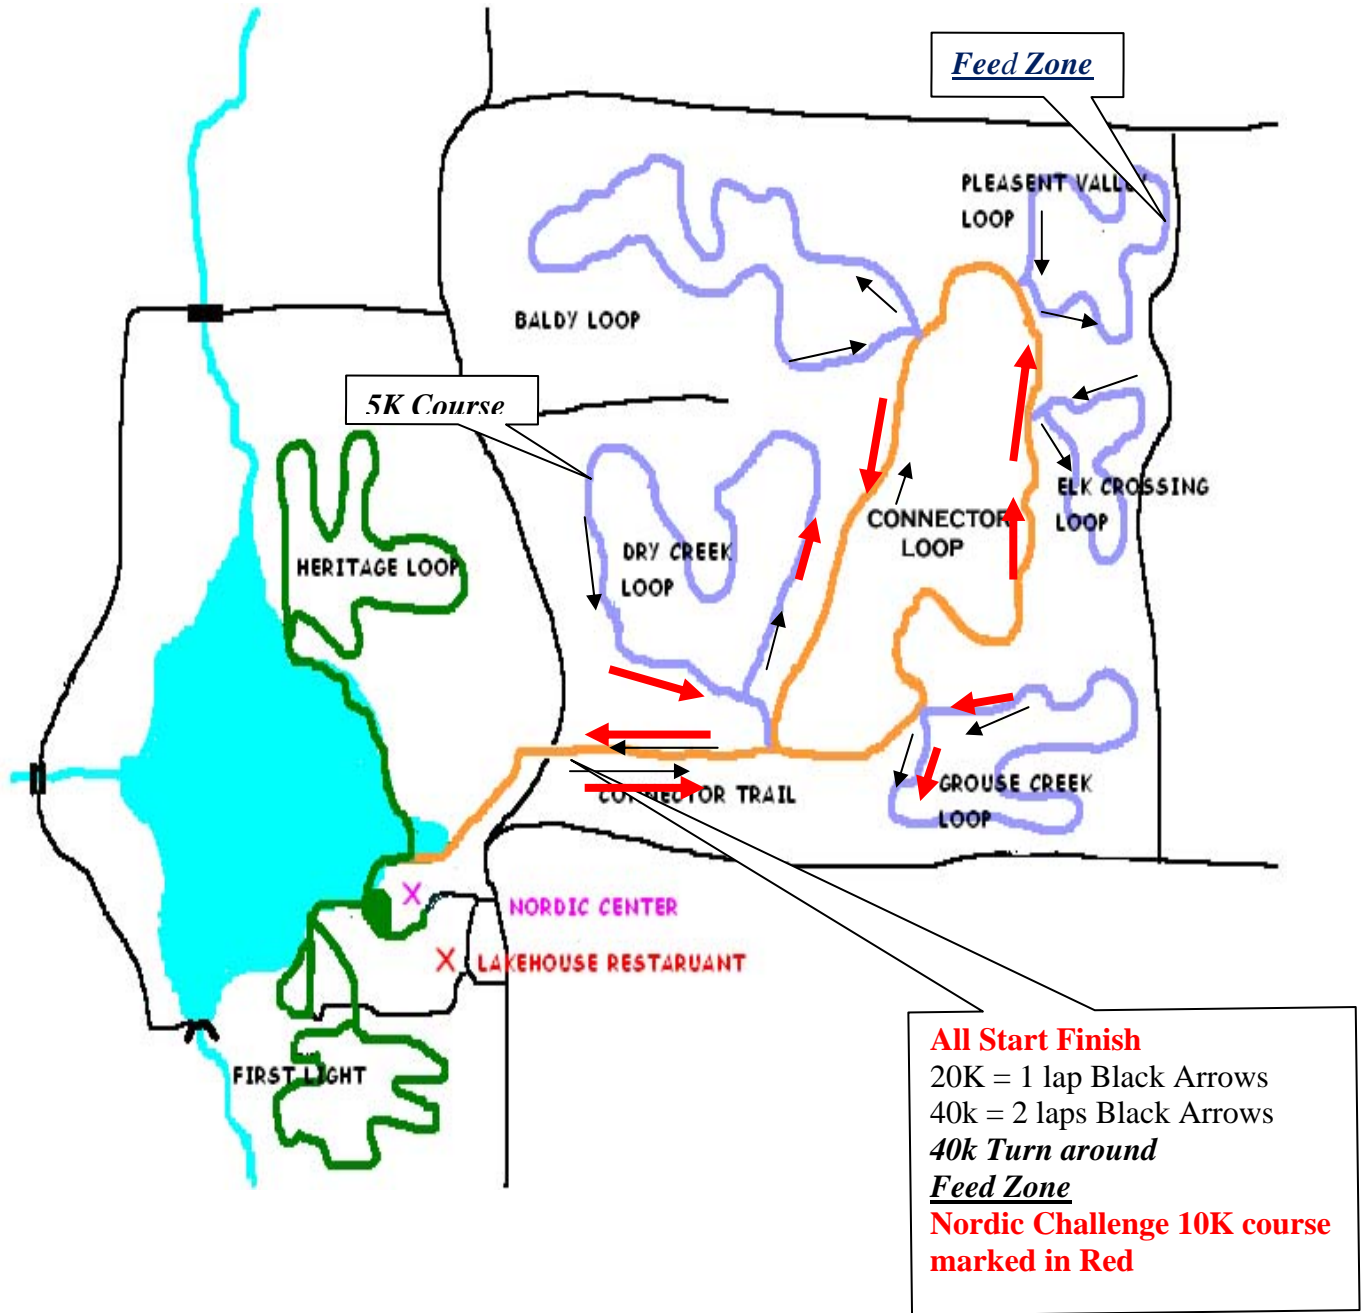 Feed Zone
PLEASENT VALLEY
LOOP
BALDY LOOP
5K Course
ELK CROSSING
LOOP
CONNECTOR
LOOP
DRY CREEK
LOOP
HERITAGE LOOP
GROUSE CREEK
LOOP
CONNECTOR TRAIL
X
NORDIC CENTER
X LAKEHOUSE RESTARUANT
FIRST LIGHT
All Start Finish
20K = 1 lap Black Arrows
40k = 2 laps Black Arrows
40k Turn around
Feed Zone
Nordic Challenge 10K course
marked in Red